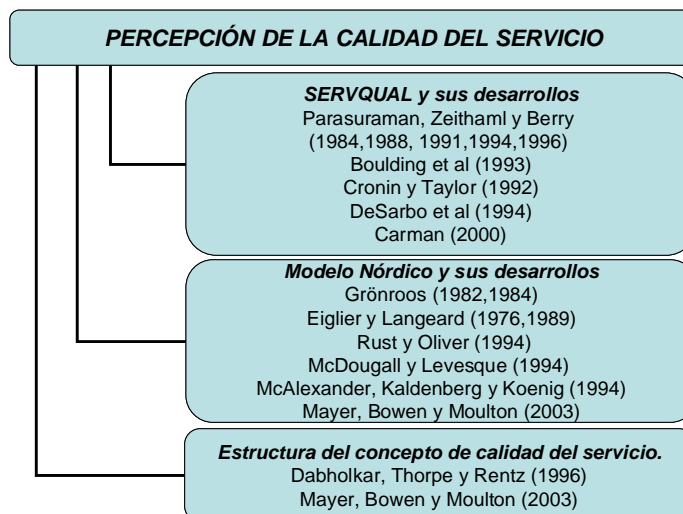 PERCEPCIÓN DE LA CALIDAD DEL SERVICIO
SERVQUAL y sus desarrollos
Parasuraman, Zeithaml y Berry
(1984,1988, 1991,1994,1996)
Boulding et al (1993)
Cronin y Taylor (1992)
DeSarbo et al (1994)
Carman (2000)
Modelo Nórdico y sus desarrollos
Grönroos (1982,1984)
Eiglier y Langeard (1976,1989)
Rust y Oliver (1994)
McDougall y Levesque (1994)
McAlexander, Kaldenberg y Koenig (1994)
Mayer, Bowen y Moulton (2003)
Estructura del concepto de calidad del servicio.
Dabholkar, Thorpe y Rentz (1996)
Mayer, Bowen y Moulton (2003)